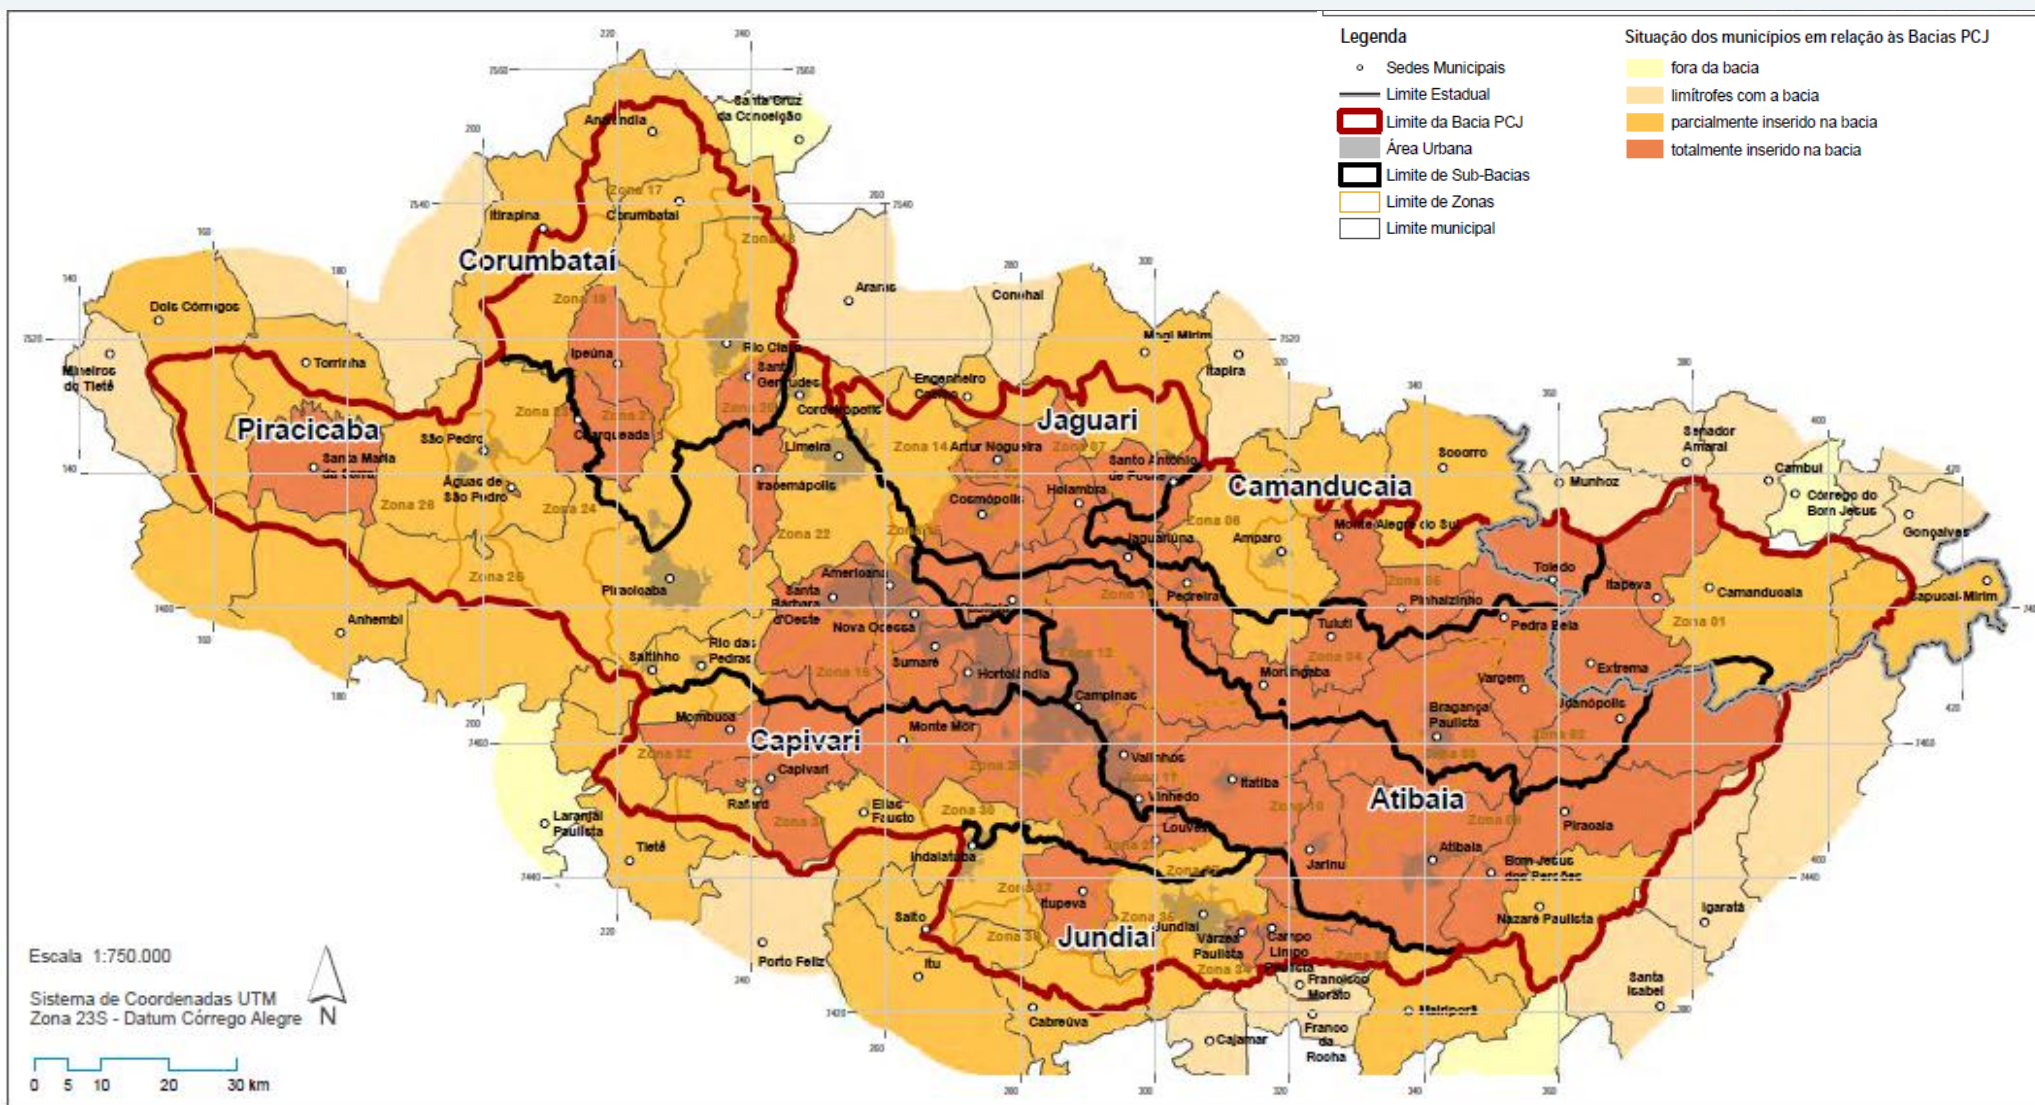 Legenda
Sedes Municipais
Limite Estadual
Limite da Bacia PCJ
Área Urbana
Limite de Sub-Bacias
Limite de Zonas
Limite municipal
Situação dos municípios em relação às Bacias PCJ
fora da bacia
limítrofes com a bacia
parcialmente inserido na bacia
totalmente inserido na bacia
Santa Cruz
da Conceição
Analândia
Zona 17
Itirapina
Corumbataí
Corumbataí
Dois Córregos
Araras
Conchal
Mogi Mirim
Itapira
Torrinha
Mineiros
do Tietê
Ipeúna
Rio Claro
Santa
Gertrudes
Cordeirópolis
Engenheiro
Coelho
Piracicaba
São Pedro
Charqueada
Limeira
Zona 14
Artur Nogueira
Jaguari
Santo Antônio
de Posse
Socorro
Senador
Amaral
Cambuí
Córrego do
Bom Jesus
Munhoz
Gonçalves
Santa Maria
da Serra
Águas de
São Pedro
Zona 24
Iracemápolis
Cosmópolis
Holambra
Camanducaia
Monte Alegre do Sul
Zona 22
Jaguariúna
Amparo
Toledo
Itapeva
Camanducaia
Sapucaí-Mirim
Piracicaba
Americana
Santa
Bárbara
d'Oeste
Nova Odessa
Pedreira
Pinhalzinho
Pedra Bela
Zona 01
Anhembi
Saltinho
Rio das
Pedras
Sumaré
Hortolândia
Tuiuti
Morungaba
Vargem
Extrema
Mombuca
Monte Mor
Campinas
Bragança
Paulista
Joanópolis
Capivari
Capivari
Rafard
Valinhos
Itatiba
Atibaia
Vinhedo
Piracaia
Elias
Fausto
Laranjal
Paulista
Tietê
Indaiatuba
Louveira
Jarinu
Atibaia
Bom Jesus
dos Perdões
Itupeva
Nazaré Paulista
Igaratá
Salto
Jundiaí
Jundiaí
Várzea
Paulista
Campo
Limpo
Paulista
Porto Feliz
Itu
Cabreúva
Cajamar
Francisco
Morato
Franco
da
Rocha
Mairiporã
Santa
Isabel
Escala 1:750.000
Sistema de Coordenadas UTM
Zona 23S - Datum Córrego Alegre
N
0 5 10 20 30 km